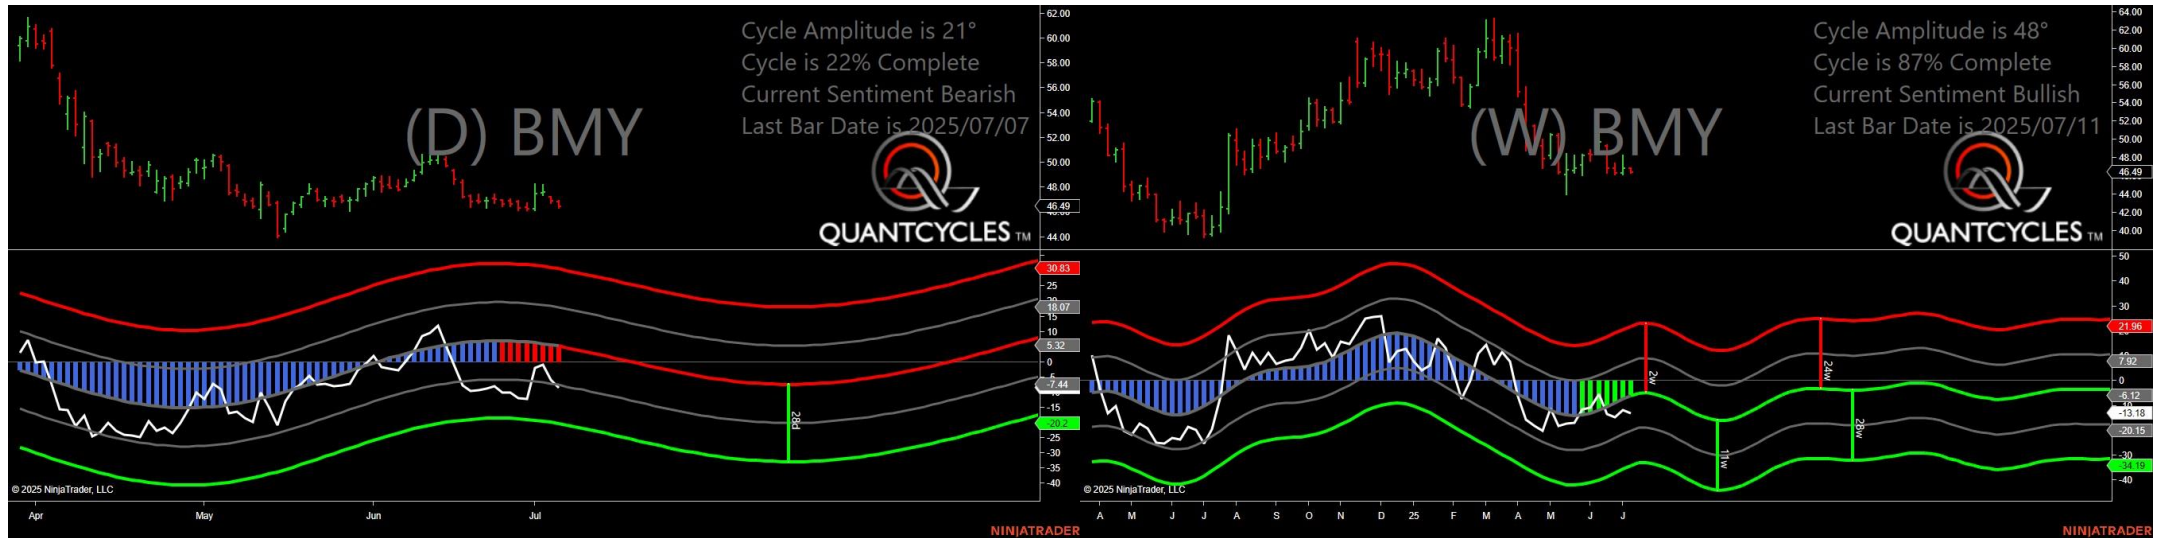 Cycle Amplitude is 21°
Cycle is 22% Complete
Current Sentiment Bearish
Last Bar Date is 2025/07/07
(D) BMY
QUANTCYCLES TM
62.00
60.00
58.00
56.00
54.00
52.00
50.00
48.00
46.49
44.00
30.83
25
18.07
15
10
5.32
0
-7.44
-15
-20.2
-25
-30
-35
-40
28d
© 2025 NinjaTrader, LLC
Apr May Jun Jul
NINJATRADER
Cycle Amplitude is 48°
Cycle is 87% Complete
Current Sentiment Bullish
Last Bar Date is 2025/07/11
(W) BMY
QUANTCYCLES TM
64.00
62.00
60.00
58.00
56.00
54.00
52.00
50.00
48.00
46.49
44.00
42.00
40.00
50
40
30
21.96
7.92
0
-6.12
-13.18
-20.15
-30
-34.19
-40
2w
11w
24w
28w
© 2025 NinjaTrader, LLC
A M J J A S O N D 25 F M A M J J
NINJATRADER